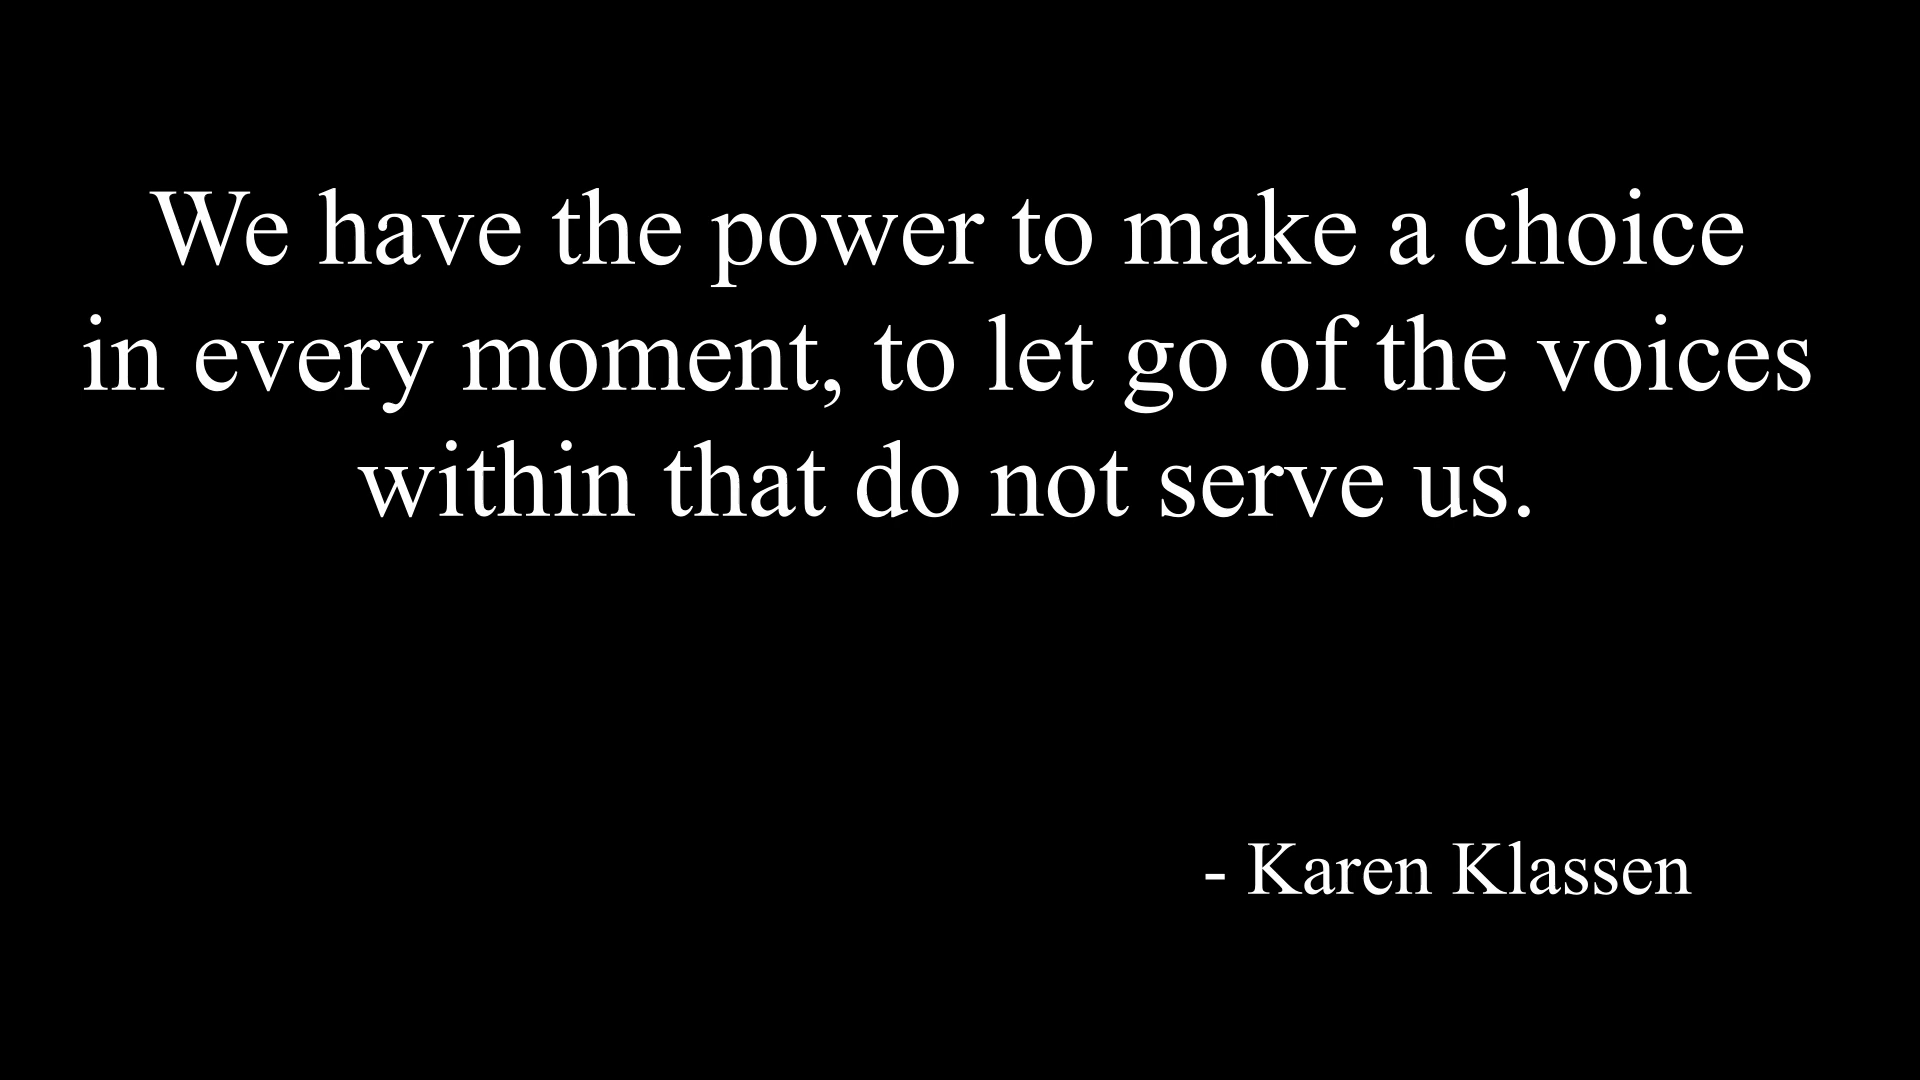 We have the power to make a choice
in every moment, to let go of the voices
within that do not serve us.
- Karen Klassen